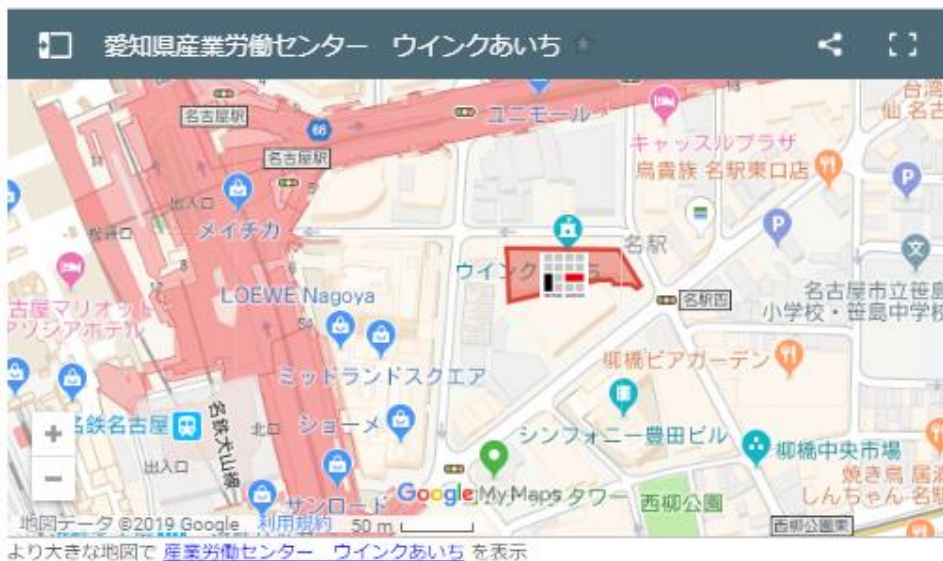 愛知県産業労働センター　ウインクあいち
名古屋駅
68
ユニモール
キャッスルプラザ
名古屋駅
鳥貴族 名駅東口店
P
出入口
メイチカ
桜通口
名駅
ウインク
LOEWE Nagoya
名駅四
名古屋市立笹島
小学校・笹島中学校
古屋マリオット
アソシアホテル
ミッドランドスクエア
柳橋ビアガーデン
名鉄名古屋
名鉄犬山線
北口
ショーメ
シンフォニー豊田ビル
柳橋中央市場
出入口
サンロード
Google My Maps
タワー
西柳公園
焼き鳥 居酒
しんちゃん 名駅
地図データ ©2019 Google
利用規約
50 m
西柳公園東
より大きな地図で 産業労働センター　ウインクあいち を表示